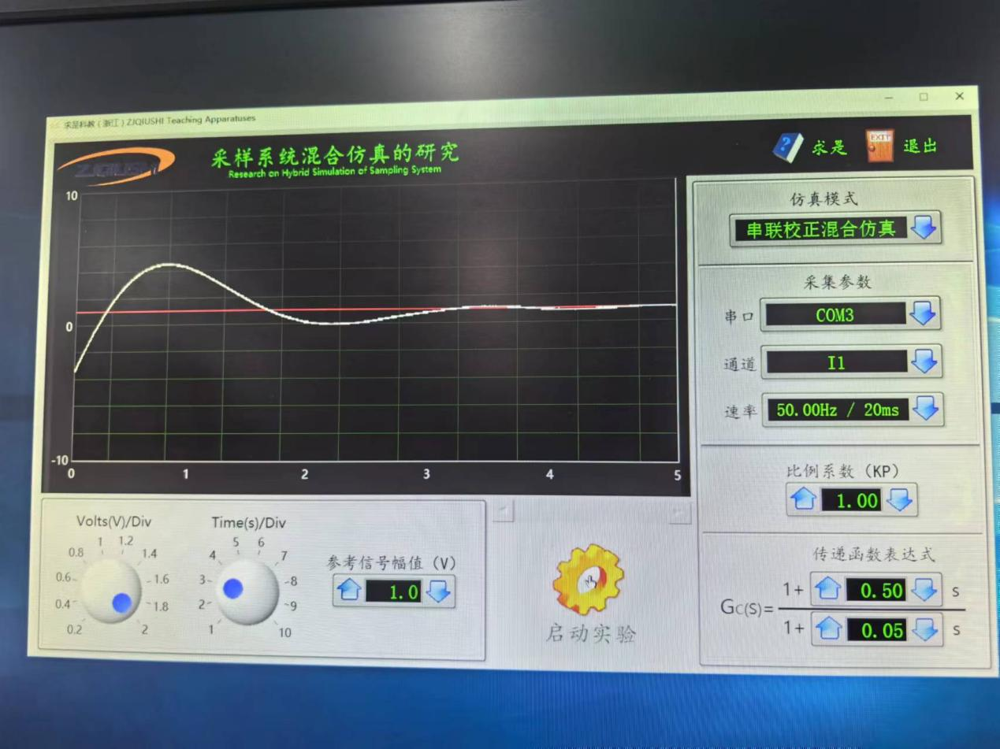 求是科教（浙江）ZJQIUSHI Teaching Apparatuses
ZJQIUSHI
采样系统混合仿真的研究
Research on Hybrid Simulation of Sampling System
求是
EXIT
退出
10
0
-10
0 1 2 3 4 5
仿真模式
串联校正混合仿真
采集参数
串口 COM3
通道 I1
速率 50.00Hz / 20ms
比例系数（KP）
1.00
传递函数表达式
GC(S)=
1+ 0.50 s
1+ 0.05 s
Volts(V)/Div
0.2 0.4 0.6 0.8 1 1.2 1.4 1.6 1.8 2
Time(s)/Div
1 2 3 4 5 6 7 8 9 10
参考信号幅值（V）
1.0
启动实验